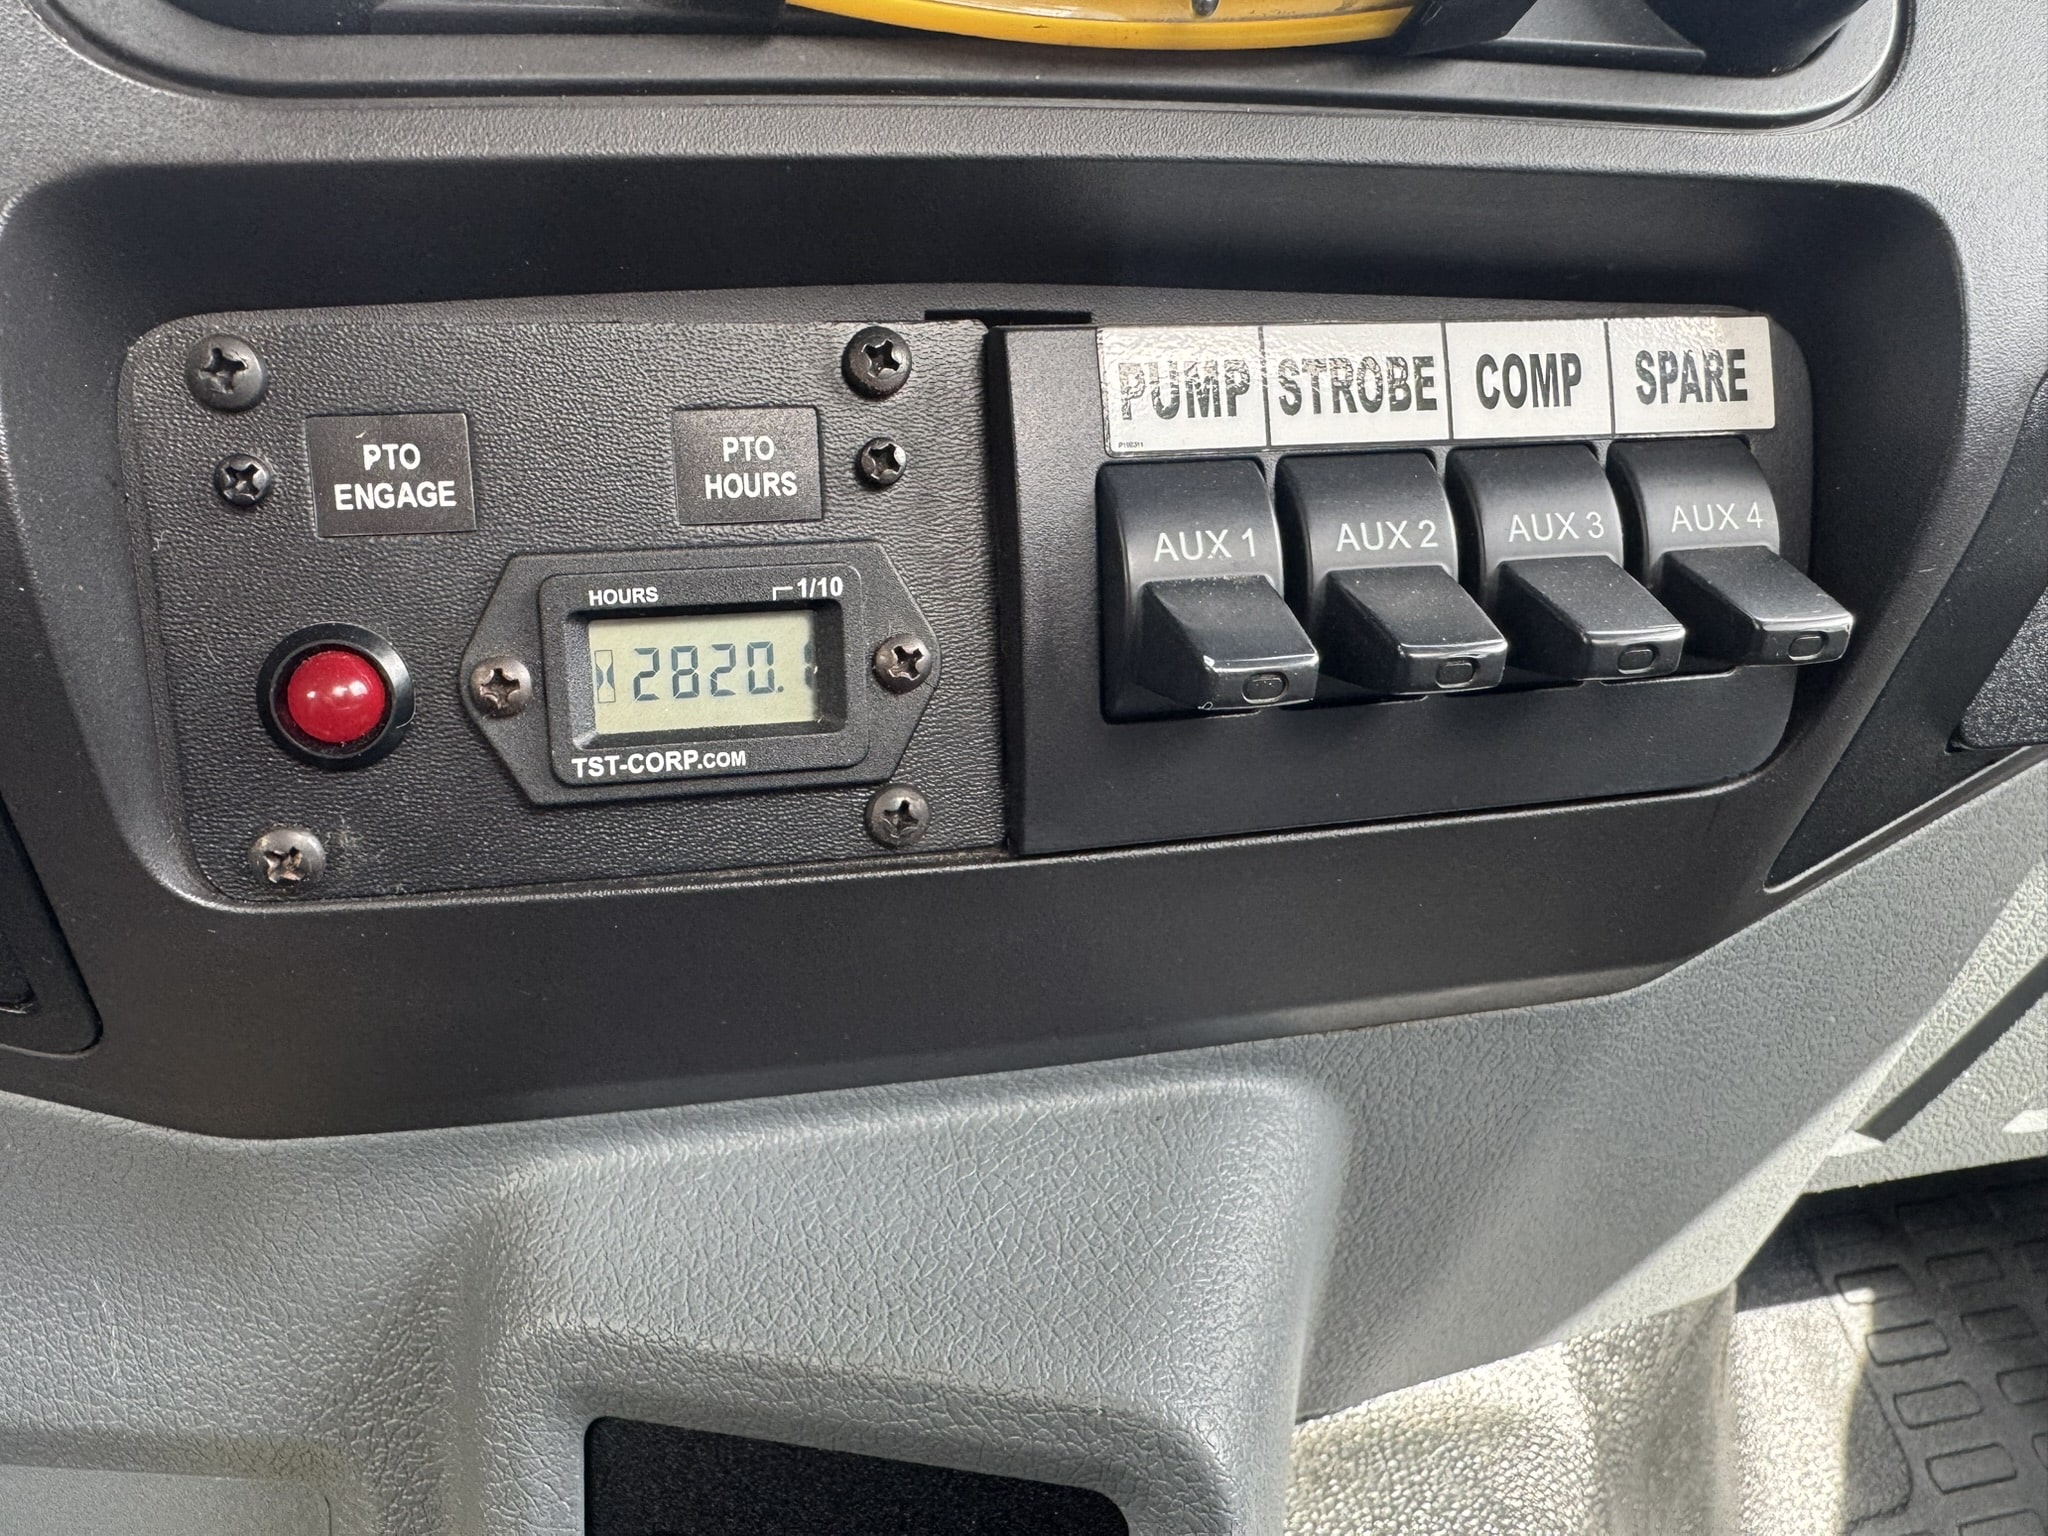 PTO
ENGAGE
PTO
HOURS
HOURS
1/10
2820.
TST-CORP.COM
PUMP STROBE COMP SPARE
AUX 1 AUX 2 AUX 3 AUX 4